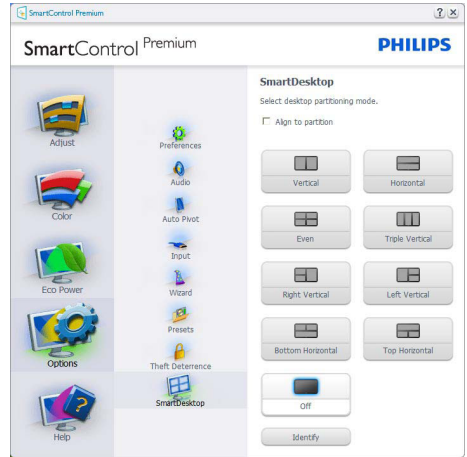 SmartControl Premium
? x
SmartControl Premium
PHILIPS
Adjust
Color
Eco Power
Options
Help
Preferences
Audio
Auto Pivot
Input
Wizard
Presets
Theft Deterrence
SmartDesktop
SmartDesktop
Select desktop partitioning mode.
Align to partition
Vertical
Horizontal
Even
Triple Vertical
Right Vertical
Left Vertical
Bottom Horizontal
Top Horizontal
Off
Identify